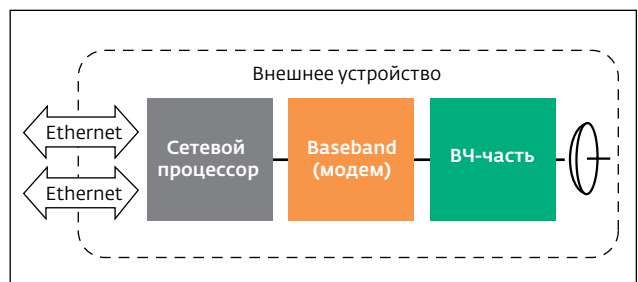 Внешнее устройство
Ethernet
Ethernet
Сетевой
процессор
Baseband
(модем)
ВЧ-часть